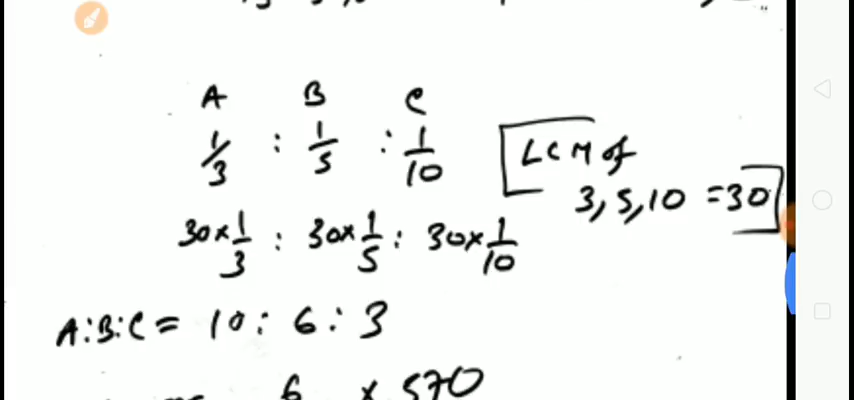 A B C
1/3 : 1/5 : 1/10
LCM of
3, 5, 10 = 30
30×1/3 : 30×1/5 : 30×1/10
A:B:C = 10 : 6 : 3
6 × 570